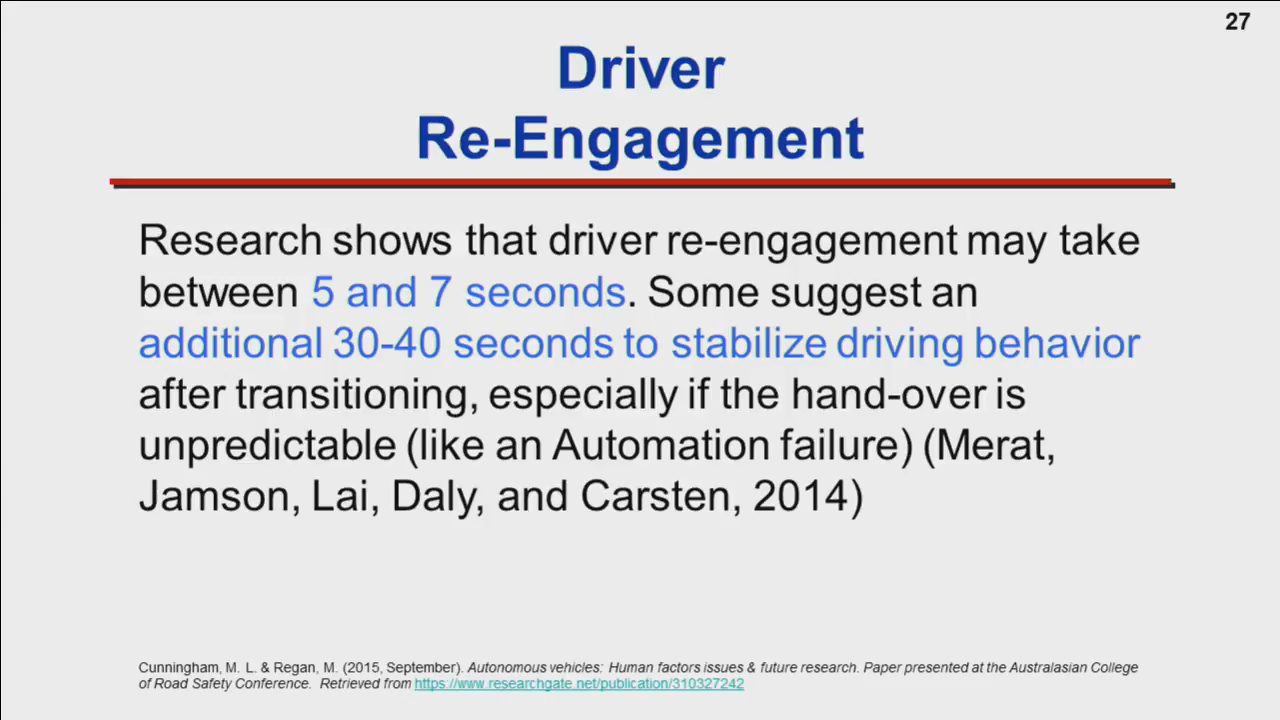 27
Driver
Re-Engagement
Research shows that driver re-engagement may take
between 5 and 7 seconds. Some suggest an
additional 30-40 seconds to stabilize driving behavior
after transitioning, especially if the hand-over is
unpredictable (like an Automation failure) (Merat,
Jamson, Lai, Daly, and Carsten, 2014)
Cunningham, M. L. & Regan, M. (2015, September). Autonomous vehicles: Human factors issues & future research. Paper presented at the Australasian College
of Road Safety Conference. Retrieved from https://www.researchgate.net/publication/310327242